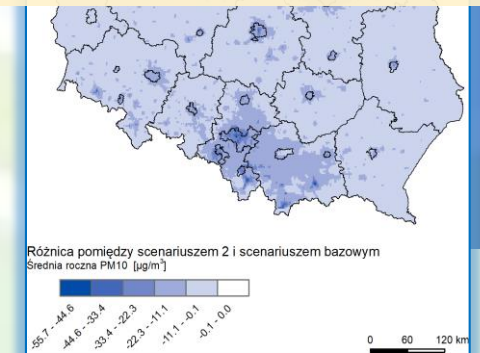 Różnica pomiędzy scenariuszem 2 i scenariuszem bazowym
Średnia roczna PM10 [µg/m³]
-55.7 - -44.6
-44.6 - -33.4
-33.4 - -22.3
-22.3 - -11.1
-11.1 - -0.1
-0.1 - 0.0
0 60 120 km